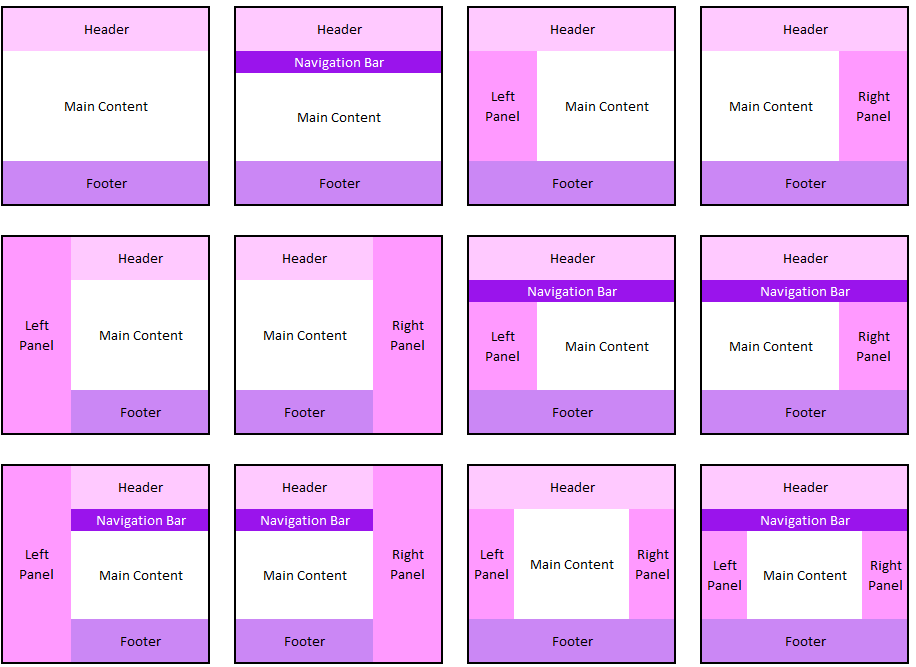 Header
Main Content
Footer
Header
Navigation Bar
Main Content
Footer
Header
Left
Panel
Main Content
Footer
Header
Main Content
Right
Panel
Footer
Left
Panel
Header
Main Content
Footer
Header
Main Content
Footer
Right
Panel
Header
Navigation Bar
Left
Panel
Main Content
Footer
Header
Navigation Bar
Main Content
Right
Panel
Footer
Left
Panel
Header
Navigation Bar
Main Content
Footer
Header
Navigation Bar
Main Content
Footer
Right
Panel
Header
Left
Panel
Main Content
Right
Panel
Footer
Header
Navigation Bar
Left
Panel
Main Content
Right
Panel
Footer